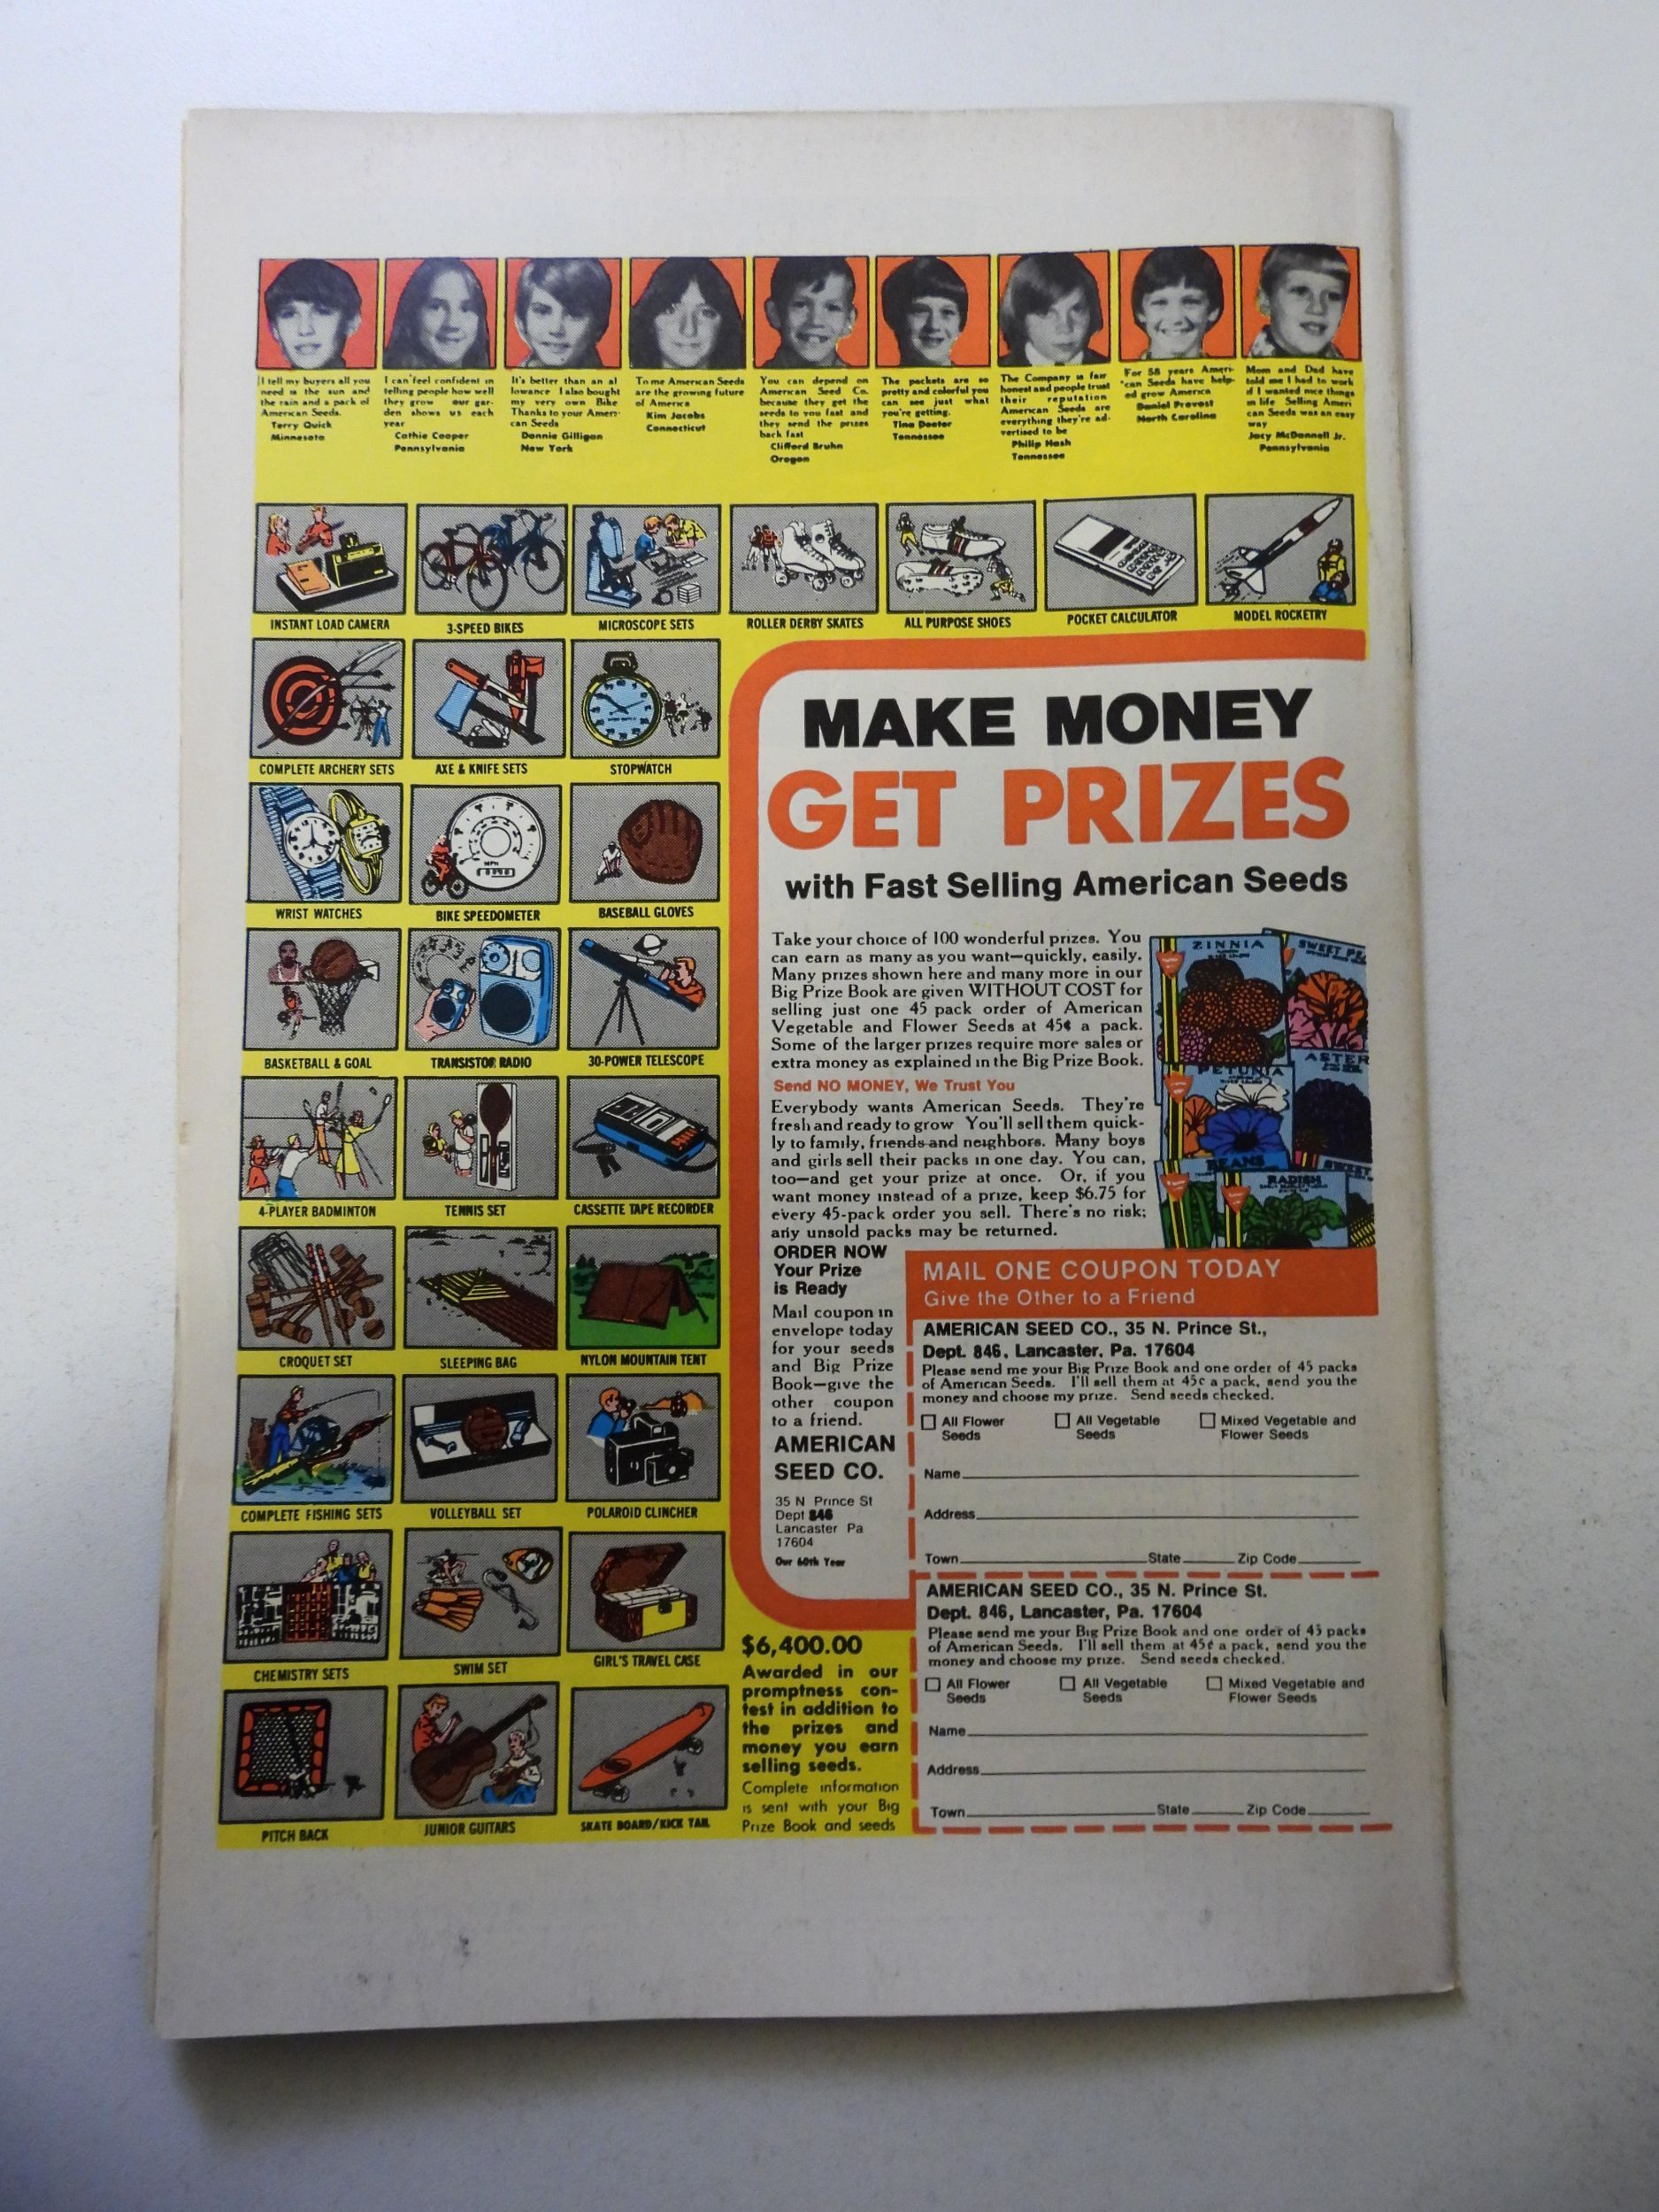 I tell my buyers all you
need is the sun and
the rain and a pack of
American Seeds.
Terry Quick
Minnesota
I can feel confident in
telling people how well
they grow our gar-
den shows us each
year
Cathie Cooper
Pennsylvania
It's better than an al
lowance I also bought
my very own Bike
Thanks to your Ameri-
can Seeds
Donnie Gilligan
New York
To me American Seeds
are the growing future
of America
Kim Jacobs
Connecticut
You can depend on
American Seed Co.
because they get the
seeds to you fast and
they send the prizes
back fast
Clifford Bruhn
Oregon
The packets are so
pretty and colorful you
can see just what
you're getting.
Tina Deeter
Tennessee
The Company is fair
honest and people trust
their reputation
American Seeds are
everything they're ad-
vertised to be
Philip Hash
Tennessee
For 58 years Ameri-
can Seeds have help-
ed grow America
Daniel Prevost
North Carolina
Mom and Dad have
told me I had to work
if I wanted nice things
in life Selling Ameri
can Seeds was an easy
way
Jacy McDonnell Jr.
Pennsylvania
INSTANT LOAD CAMERA
3-SPEED BIKES
MICROSCOPE SETS
ROLLER DERBY SKATES
ALL PURPOSE SHOES
POCKET CALCULATOR
MODEL ROCKETRY
COMPLETE ARCHERY SETS
AXE & KNIFE SETS
STOPWATCH
WRIST WATCHES
BIKE SPEEDOMETER
BASEBALL GLOVES
BASKETBALL & GOAL
TRANSISTOR RADIO
30-POWER TELESCOPE
4-PLAYER BADMINTON
TENNIS SET
CASSETTE TAPE RECORDER
CROQUET SET
SLEEPING BAG
NYLON MOUNTAIN TENT
COMPLETE FISHING SETS
VOLLEYBALL SET
POLAROID CLINCHER
CHEMISTRY SETS
SWIM SET
GIRL'S TRAVEL CASE
PITCH BACK
JUNIOR GUITARS
SKATE BOARD/KICK TAIL
MAKE MONEY
GET PRIZES
with Fast Selling American Seeds
Take your choice of 100 wonderful prizes. You
can earn as many as you want—quickly, easily.
Many prizes shown here and many more in our
Big Prize Book are given WITHOUT COST for
selling just one 45 pack order of American
Vegetable and Flower Seeds at 45¢ a pack.
Some of the larger prizes require more sales or
extra money as explained in the Big Prize Book.
Send NO MONEY, We Trust You
Everybody wants American Seeds. They're
fresh and ready to grow You'll sell them quick-
ly to family, friends and neighbors. Many boys
and girls sell their packs in one day. You can,
too—and get your prize at once. Or, if you
want money instead of a prize, keep $6.75 for
every 45-pack order you sell. There's no risk;
any unsold packs may be returned.
ZINNIA
SWEET PE
ASTER
PETUNIA
BEANS
RADISH
SWEET
ORDER NOW
Your Prize
is Ready
Mail coupon in
envelope today
for your seeds
and Big Prize
Book—give the
other coupon
to a friend.
AMERICAN
SEED CO.
35 N Prince St
Dept 846
Lancaster Pa
17604
Our 60th Year
$6,400.00
Awarded in our
promptness con-
test in addition to
the prizes and
money you earn
selling seeds.
Complete information
is sent with your Big
Prize Book and seeds
MAIL ONE COUPON TODAY
Give the Other to a Friend
AMERICAN SEED CO., 35 N. Prince St.,
Dept. 846, Lancaster, Pa. 17604
Please send me your Big Prize Book and one order of 45 packs
of American Seeds. I'll sell them at 45¢ a pack, send you the
money and choose my prize. Send seeds checked.
All Flower Seeds
All Vegetable Seeds
Mixed Vegetable and Flower Seeds
Name
Address
Town State Zip Code
AMERICAN SEED CO., 35 N. Prince St.
Dept. 846, Lancaster, Pa. 17604
Please send me your Big Prize Book and one order of 45 packs
of American Seeds. I'll sell them at 45¢ a pack, send you the
money and choose my prize. Send seeds checked.
All Flower Seeds
All Vegetable Seeds
Mixed Vegetable and Flower Seeds
Name
Address
Town State Zip Code